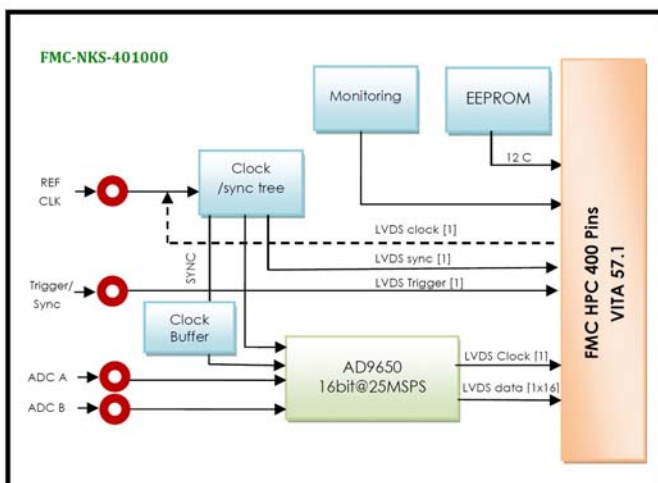 FMC-NKS-401000
Monitoring
EEPROM
12 C
REF
CLK
Clock
/sync tree
LVDS clock [1]
LVDS sync [1]
SYNC
Trigger/
Sync
LVDS Trigger [1]
Clock
Buffer
AD9650
16bit@25MSPS
LVDS Clock [1]
LVDS data [1x16]
ADC A
ADC B
FMC HPC 400 Pins
VITA 57.1